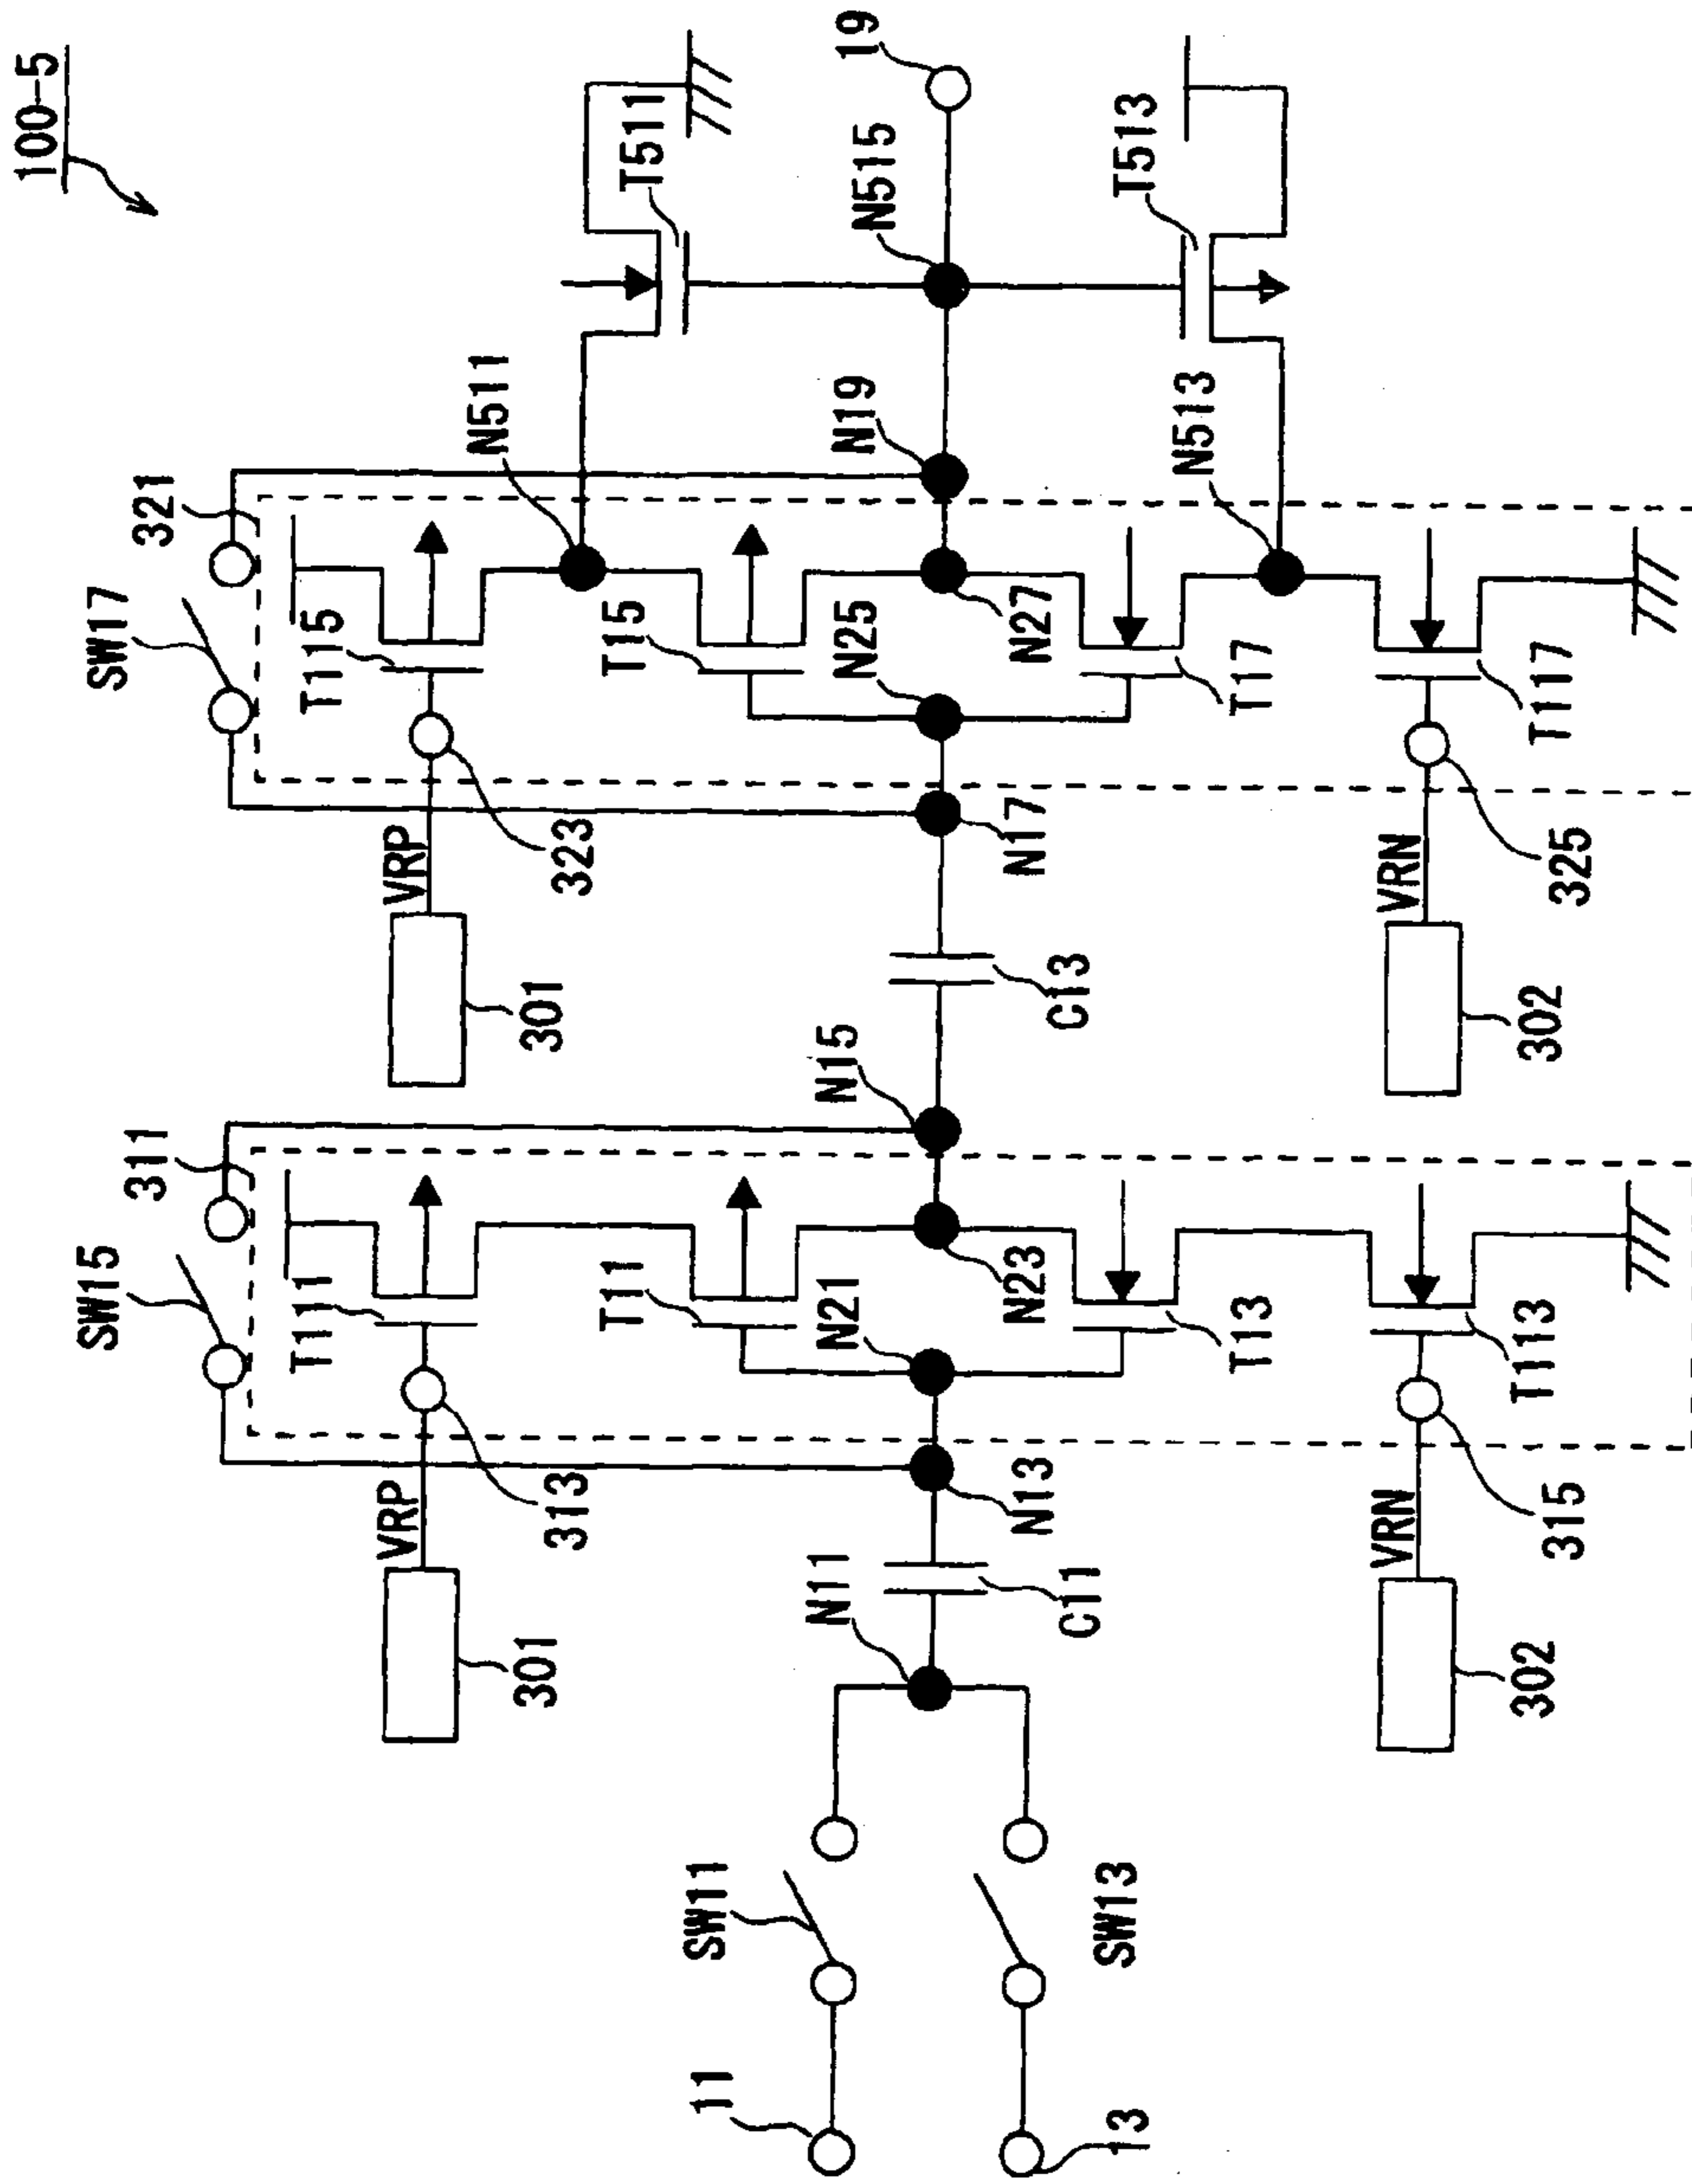 100-5
SW15
311
SW17
321
T111
T115
VRP
VRP
313
323
301
301
N511
T511
T11
T15
SW11
11
N11
N21
N15
N25
N19
N515
19
N23
N27
N13
N17
C11
C13
SW13
13
T13
T17
N513
T513
VRN
VRN
T113
T117
315
325
302
302